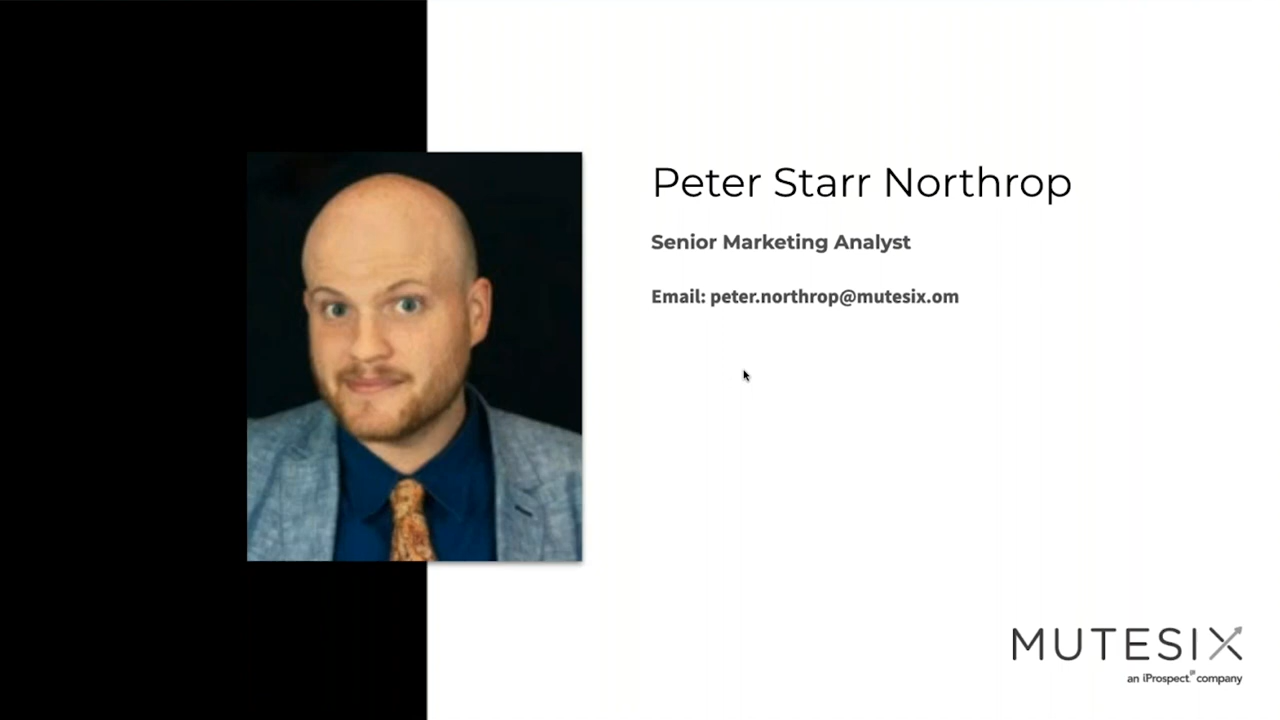 Peter Starr Northrop
Senior Marketing Analyst
Email: peter.northrop@mutesix.om
MUTESIX
an iProspect company